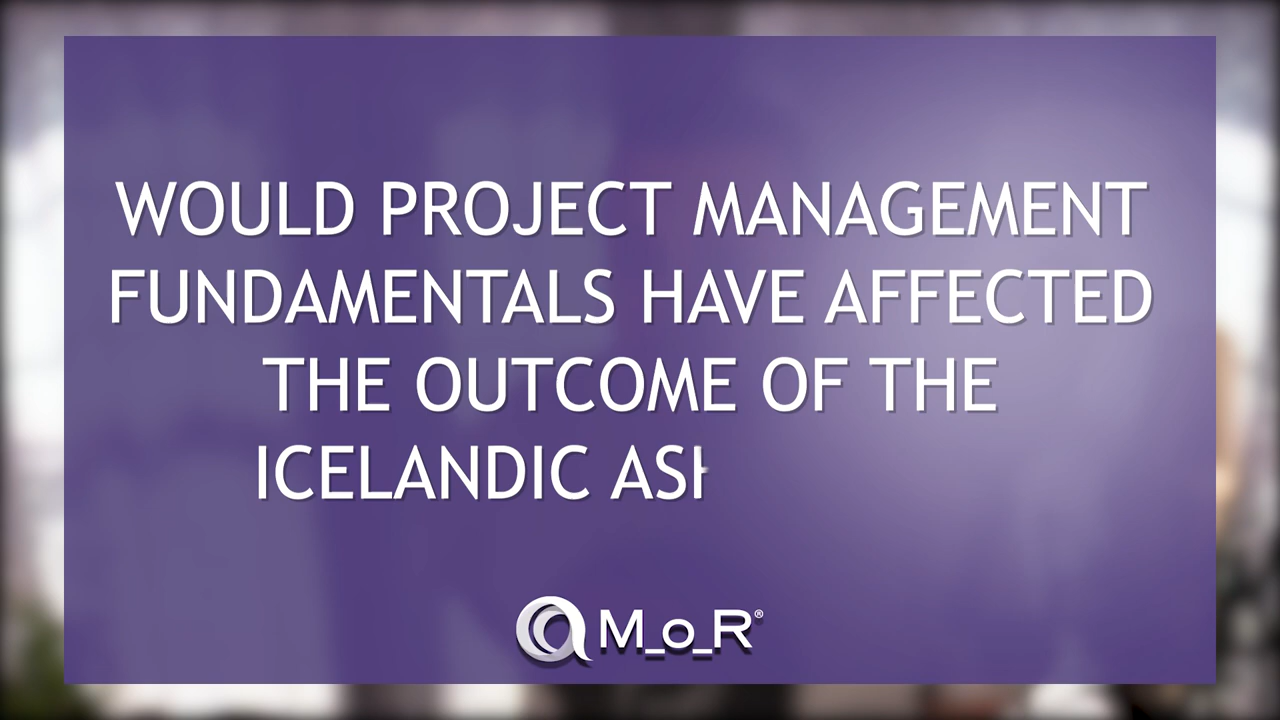 WOULD PROJECT MANAGEMENT
FUNDAMENTALS HAVE AFFECTED
THE OUTCOME OF THE
ICELANDIC
M_o_R®